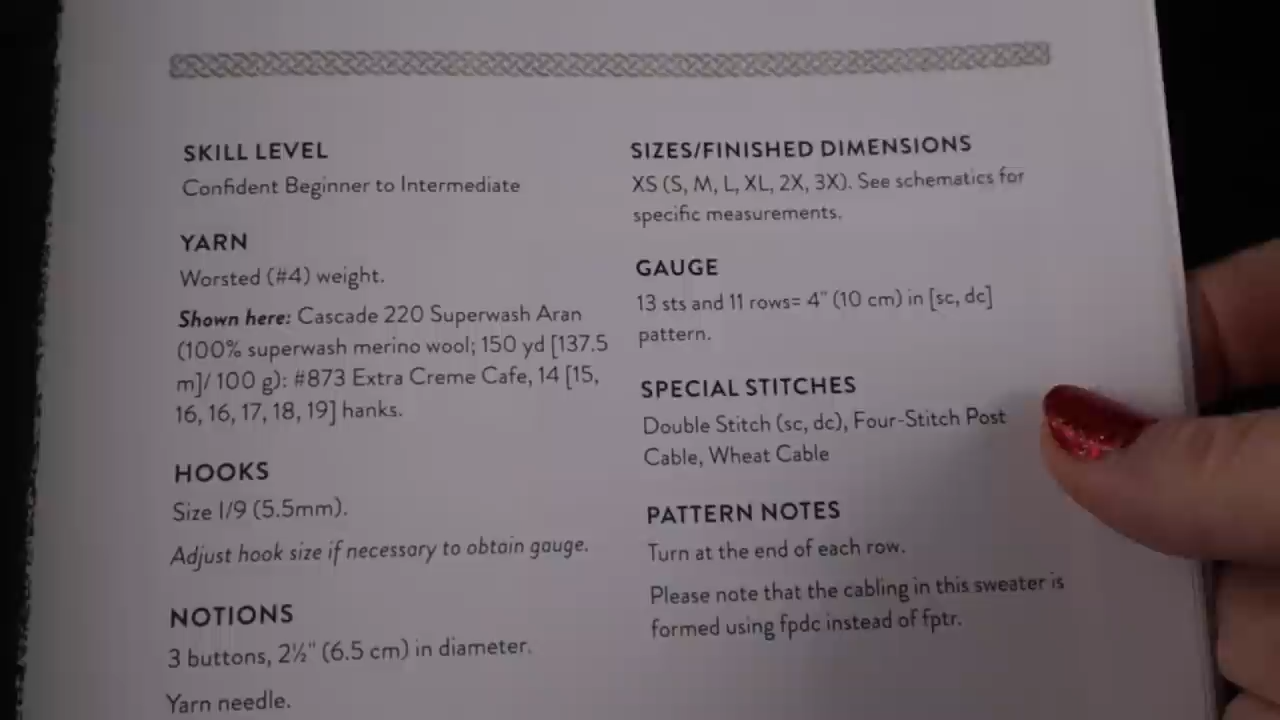 SKILL LEVEL
Confident Beginner to Intermediate
YARN
Worsted (#4) weight.
Shown here: Cascade 220 Superwash Aran
(100% superwash merino wool; 150 yd [137.5
m]/ 100 g): #873 Extra Creme Cafe, 14 [15,
16, 16, 17, 18, 19] hanks.
HOOKS
Size I/9 (5.5mm).
Adjust hook size if necessary to obtain gauge.
NOTIONS
3 buttons, 2½" (6.5 cm) in diameter.
Yarn needle.
SIZES/FINISHED DIMENSIONS
XS (S, M, L, XL, 2X, 3X). See schematics for
specific measurements.
GAUGE
13 sts and 11 rows= 4" (10 cm) in [sc, dc]
pattern.
SPECIAL STITCHES
Double Stitch (sc, dc), Four-Stitch Post
Cable, Wheat Cable
PATTERN NOTES
Turn at the end of each row.
Please note that the cabling in this sweater is
formed using fpdc instead of fptr.